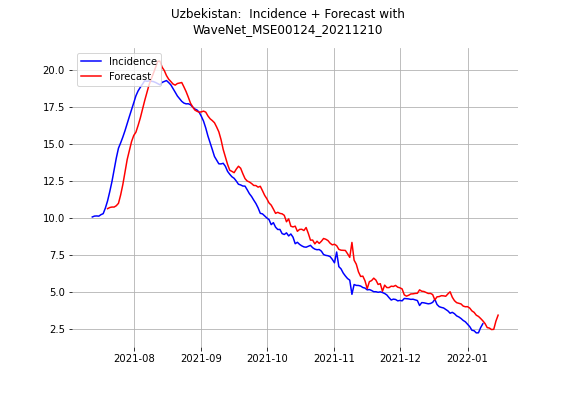 Uzbekistan:  Incidence + Forecast with
WaveNet_MSE00124_20211210
Incidence
Forecast
20.0
17.5
15.0
12.5
10.0
7.5
5.0
2.5
2021-08 2021-09 2021-10 2021-11 2021-12 2022-01